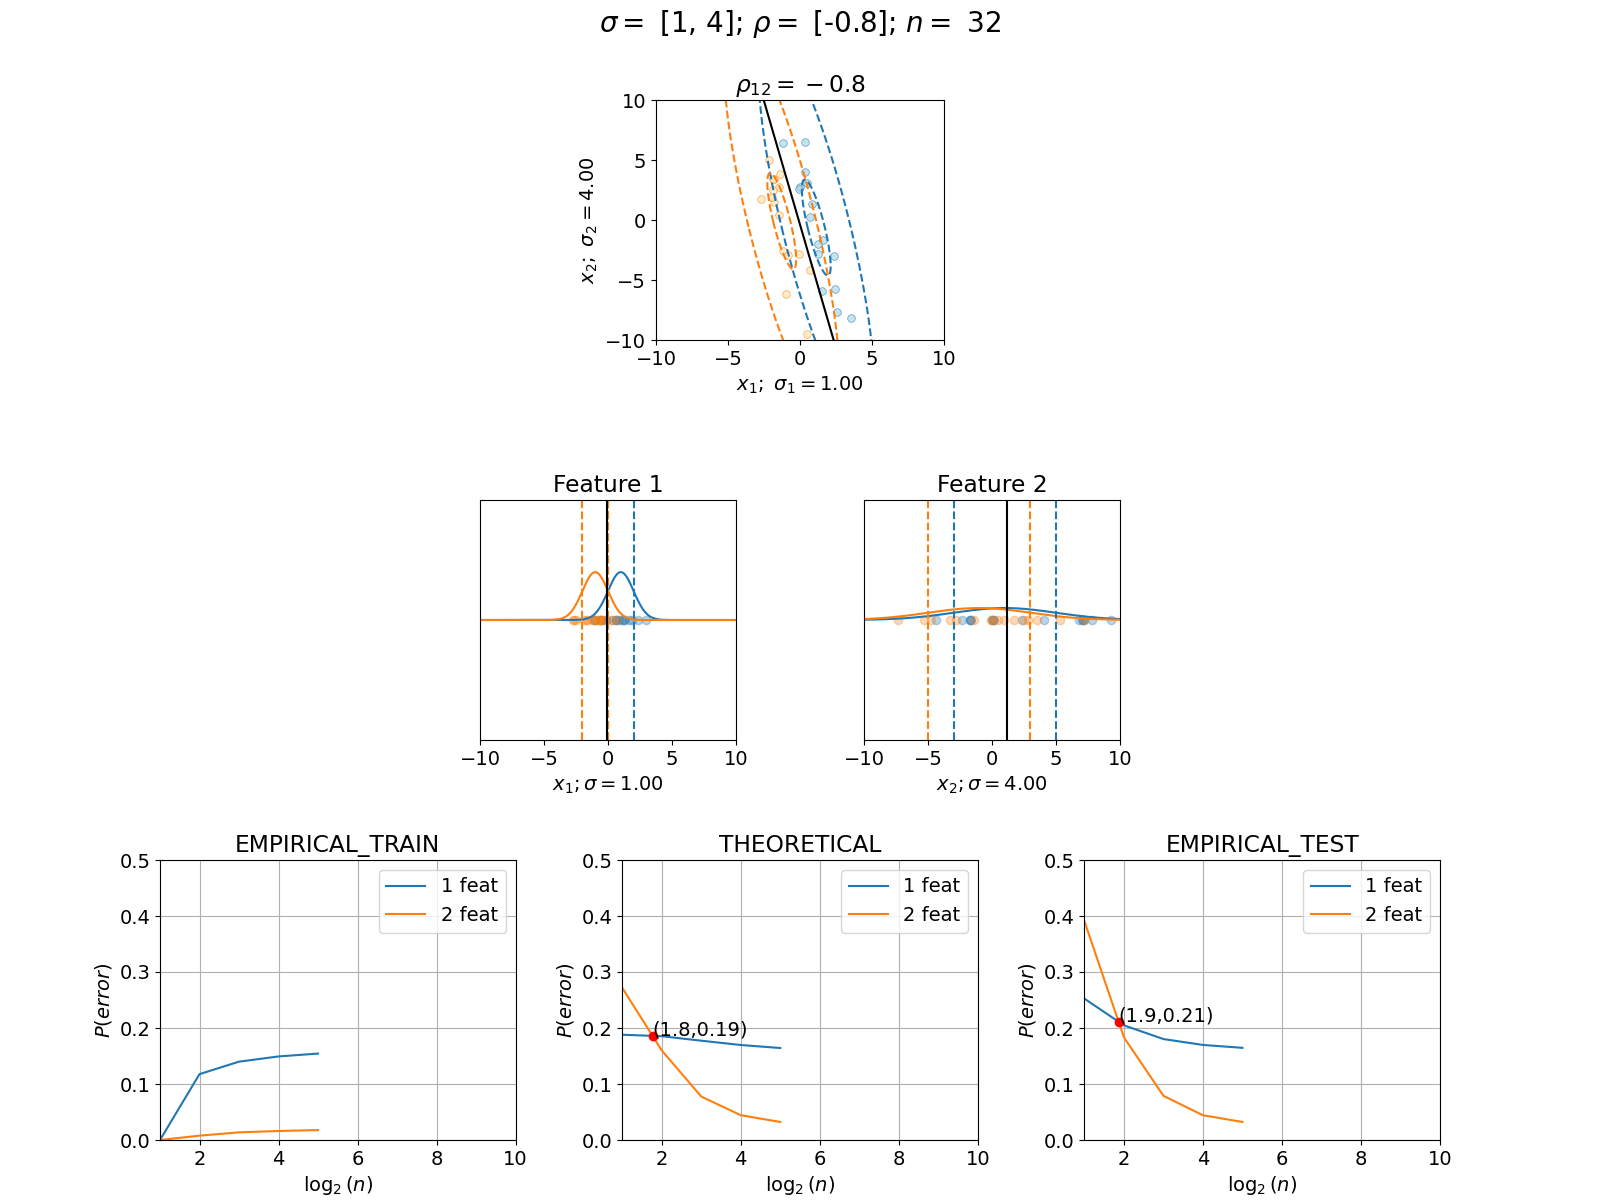 σ = [1, 4]; ρ = [-0.8]; n = 32
ρ₁₂ = −0.8
10
5
0
−5
−10
x₂; σ₂ = 4.00
−10 −5 0 5 10
x₁; σ₁ = 1.00
Feature 1
−10 −5 0 5 10
x₁; σ = 1.00
Feature 2
−10 −5 0 5 10
x₂; σ = 4.00
EMPIRICAL_TRAIN
0.5
0.4
0.3
0.2
0.1
0.0
P(error)
1 feat
2 feat
2 4 6 8 10
log₂(n)
THEORETICAL
0.5
0.4
0.3
0.2
0.1
0.0
P(error)
1 feat
2 feat
(1.8,0.19)
2 4 6 8 10
log₂(n)
EMPIRICAL_TEST
0.5
0.4
0.3
0.2
0.1
0.0
P(error)
1 feat
2 feat
(1.9,0.21)
2 4 6 8 10
log₂(n)